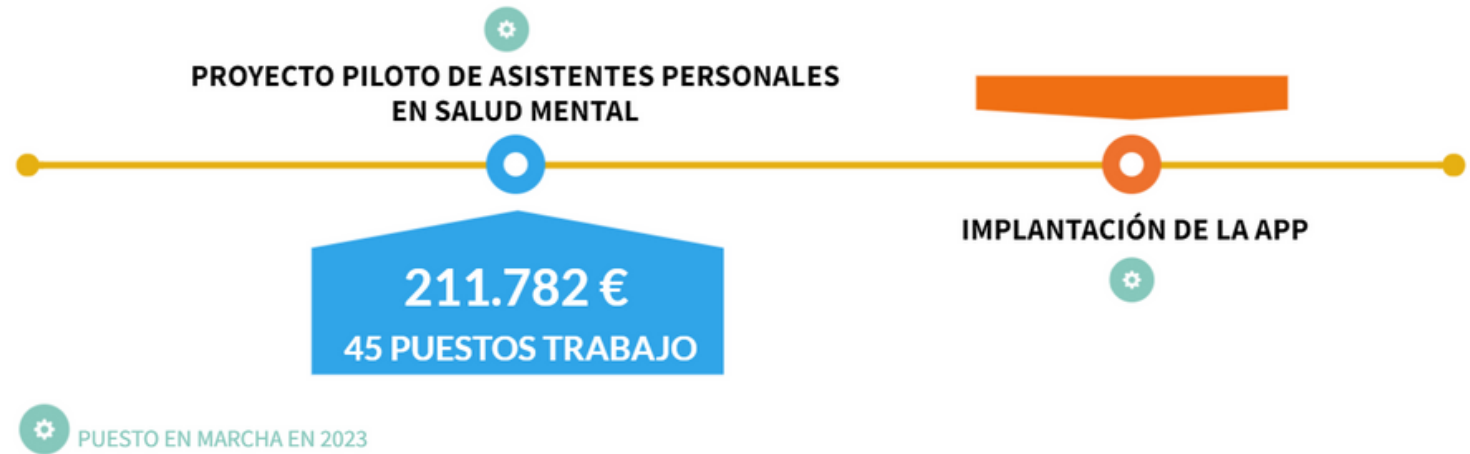 PROYECTO PILOTO DE ASISTENTES PERSONALES
EN SALUD MENTAL
211.782 €
45 PUESTOS TRABAJO
IMPLANTACIÓN DE LA APP
PUESTO EN MARCHA EN 2023